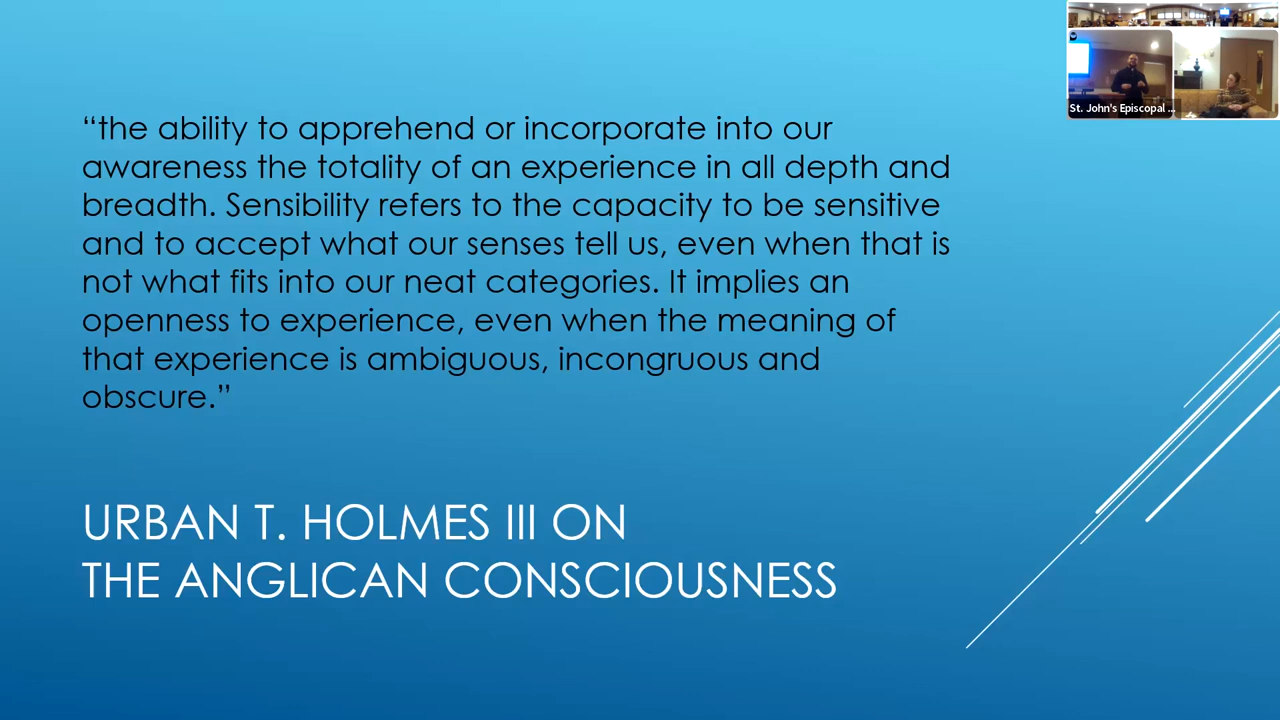 “the ability to apprehend or incorporate into our
awareness the totality of an experience in all depth and
breadth. Sensibility refers to the capacity to be sensitive
and to accept what our senses tell us, even when that is
not what fits into our neat categories. It implies an
openness to experience, even when the meaning of
that experience is ambiguous, incongruous and
obscure.”
URBAN T. HOLMES III ON
THE ANGLICAN CONSCIOUSNESS
St. John's Episcopal ...